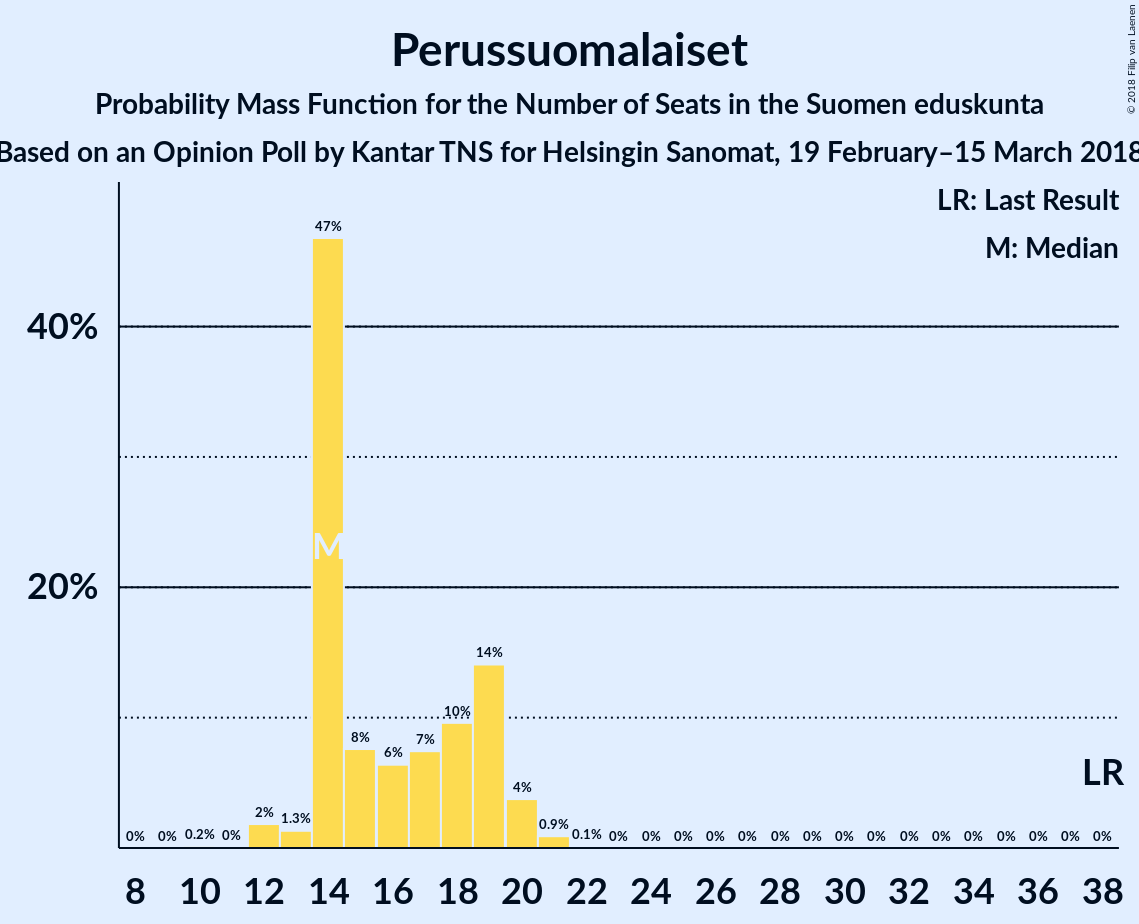 Perussuomalaiset
Probability Mass Function for the Number of Seats in the Suomen eduskunta
Based on an Opinion Poll by Kantar TNS for Helsingin Sanomat, 19 February–15 March 2018
© 2018 Filip van Laenen
LR: Last Result
M: Median
40%
20%
0% 0% 0.2% 0% 2% 1.3% 47% 8% 6% 7% 10% 14% 4% 0.9% 0.1% 0% 0% 0% 0% 0% 0% 0% 0% 0% 0% 0% 0% 0% 0% 0% 0%
M
LR
8 10 12 14 16 18 20 22 24 26 28 30 32 34 36 38